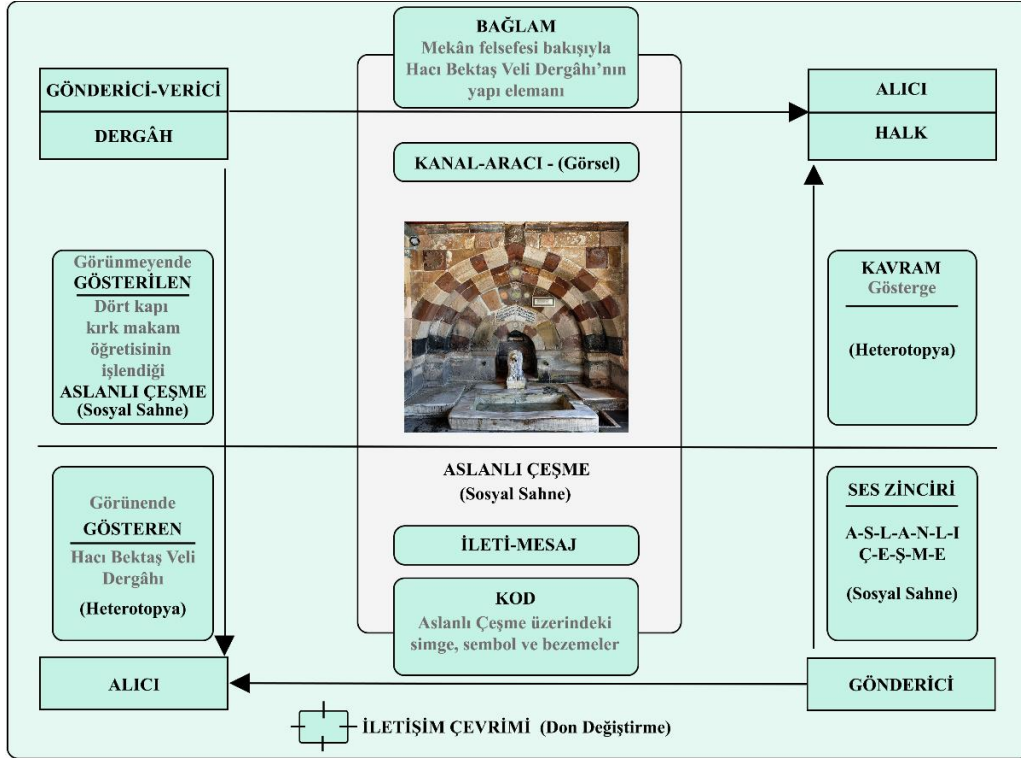 BAĞLAM
Mekân felsefesi bakışıyla
Hacı Bektaş Veli Dergâhı’nın
yapı elemanı
GÖNDERİCİ-VERİCİ
DERGÂH
ALICI
HALK
KANAL-ARACI - (Görsel)
Görünmeyende
GÖSTERİLEN
Dört kapı
kırk makam
öğretisinin
işlendiği
ASLANLI ÇEŞME
(Sosyal Sahne)
KAVRAM
Gösterge
(Heterotopya)
ASLANLI ÇEŞME
(Sosyal Sahne)
Görünende
GÖSTEREN
Hacı Bektaş Veli
Dergâhı
(Heterotopya)
SES ZİNCİRİ
A-S-L-A-N-L-I
Ç-E-Ş-M-E
(Sosyal Sahne)
İLETİ-MESAJ
KOD
Aslanlı Çeşme üzerindeki
simge, sembol ve bezemeler
ALICI
GÖNDERİCİ
İLETİŞİM ÇEVRİMİ (Don Değiştirme)